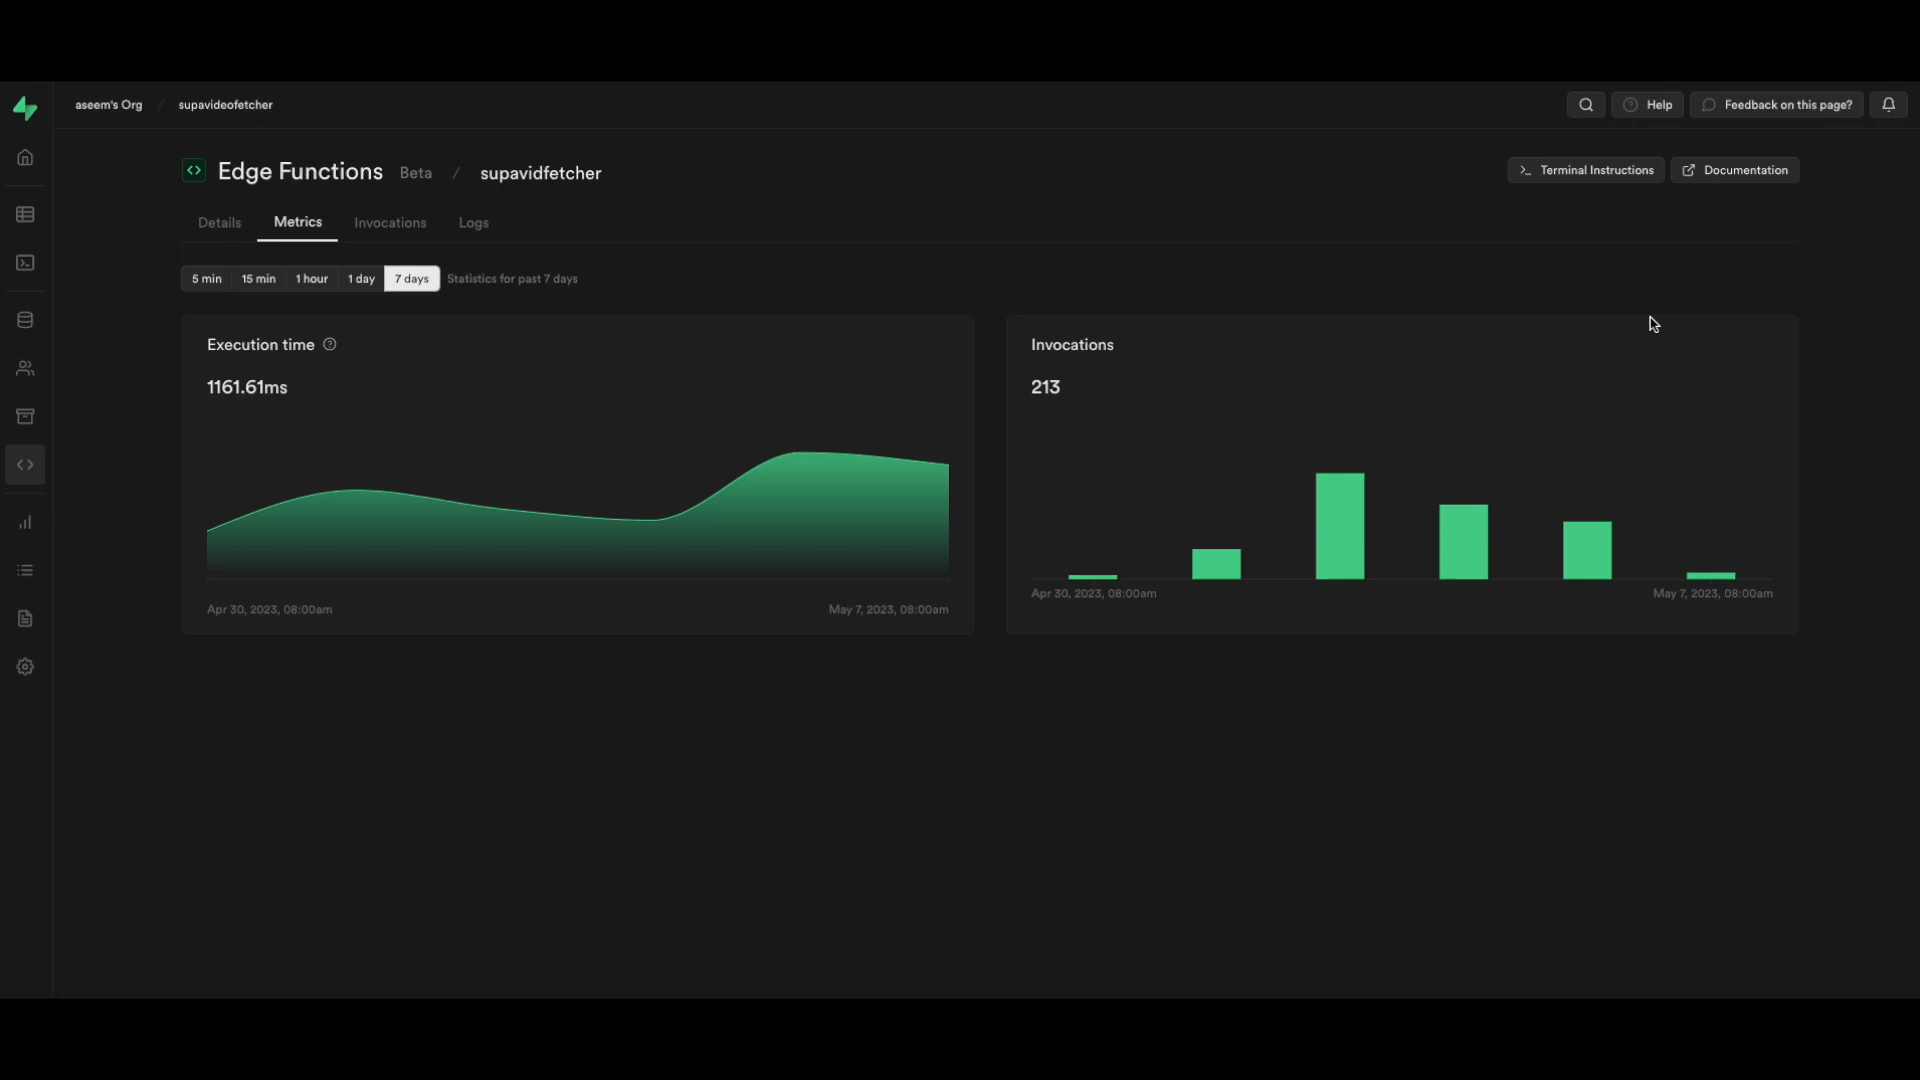 aseem's Org / supavideofetcher
Help
Feedback on this page?
Edge Functions Beta / supavidfetcher
Terminal Instructions
Documentation
Details Metrics Invocations Logs
5 min 15 min 1 hour 1 day 7 days Statistics for past 7 days
Execution time
1161.61ms
Apr 30, 2023, 08:00am
May 7, 2023, 08:00am
Invocations
213
Apr 30, 2023, 08:00am
May 7, 2023, 08:00am